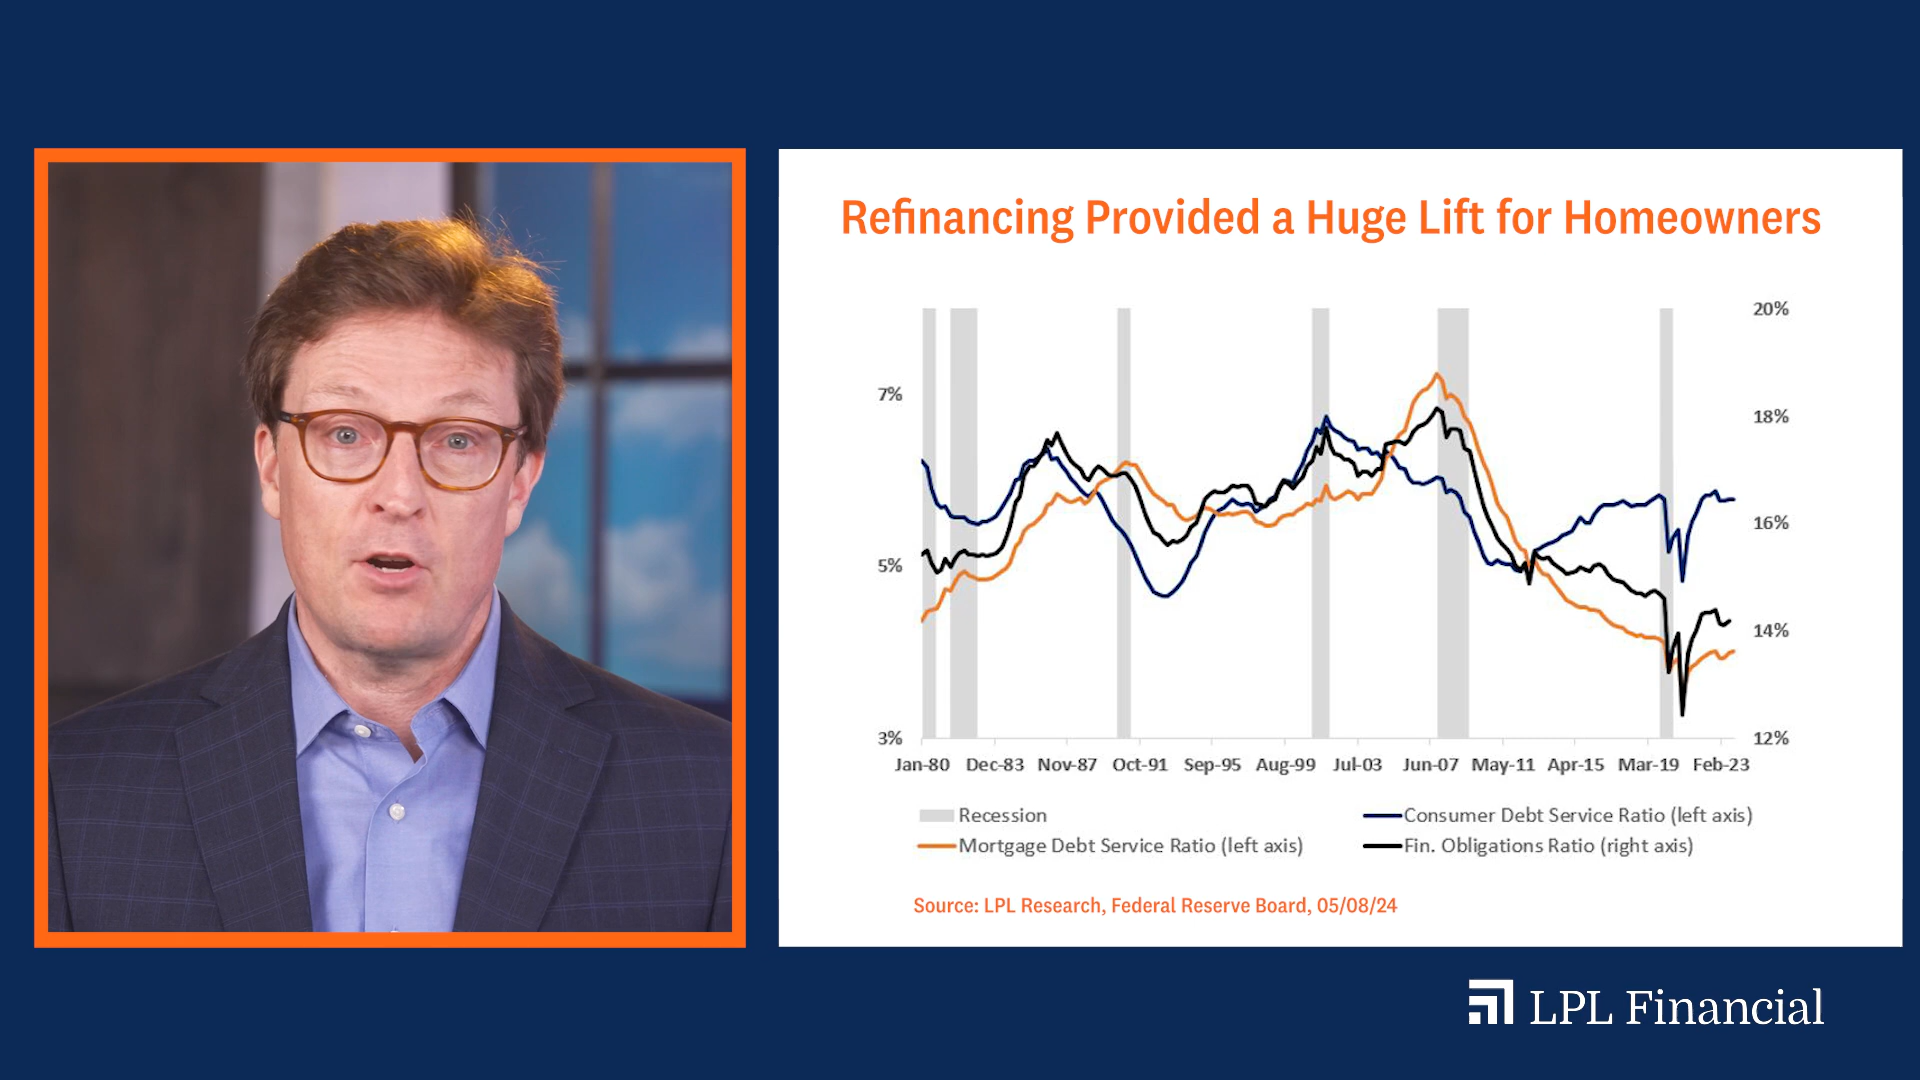 Refinancing Provided a Huge Lift for Homeowners
20%
7%
18%
16%
5%
14%
3%
12%
Jan-80 Dec-83 Nov-87 Oct-91 Sep-95 Aug-99 Jul-03 Jun-07 May-11 Apr-15 Mar-19 Feb-23
Recession
Consumer Debt Service Ratio (left axis)
Mortgage Debt Service Ratio (left axis)
Fin. Obligations Ratio (right axis)
Source: LPL Research, Federal Reserve Board, 05/08/24
LPL Financial